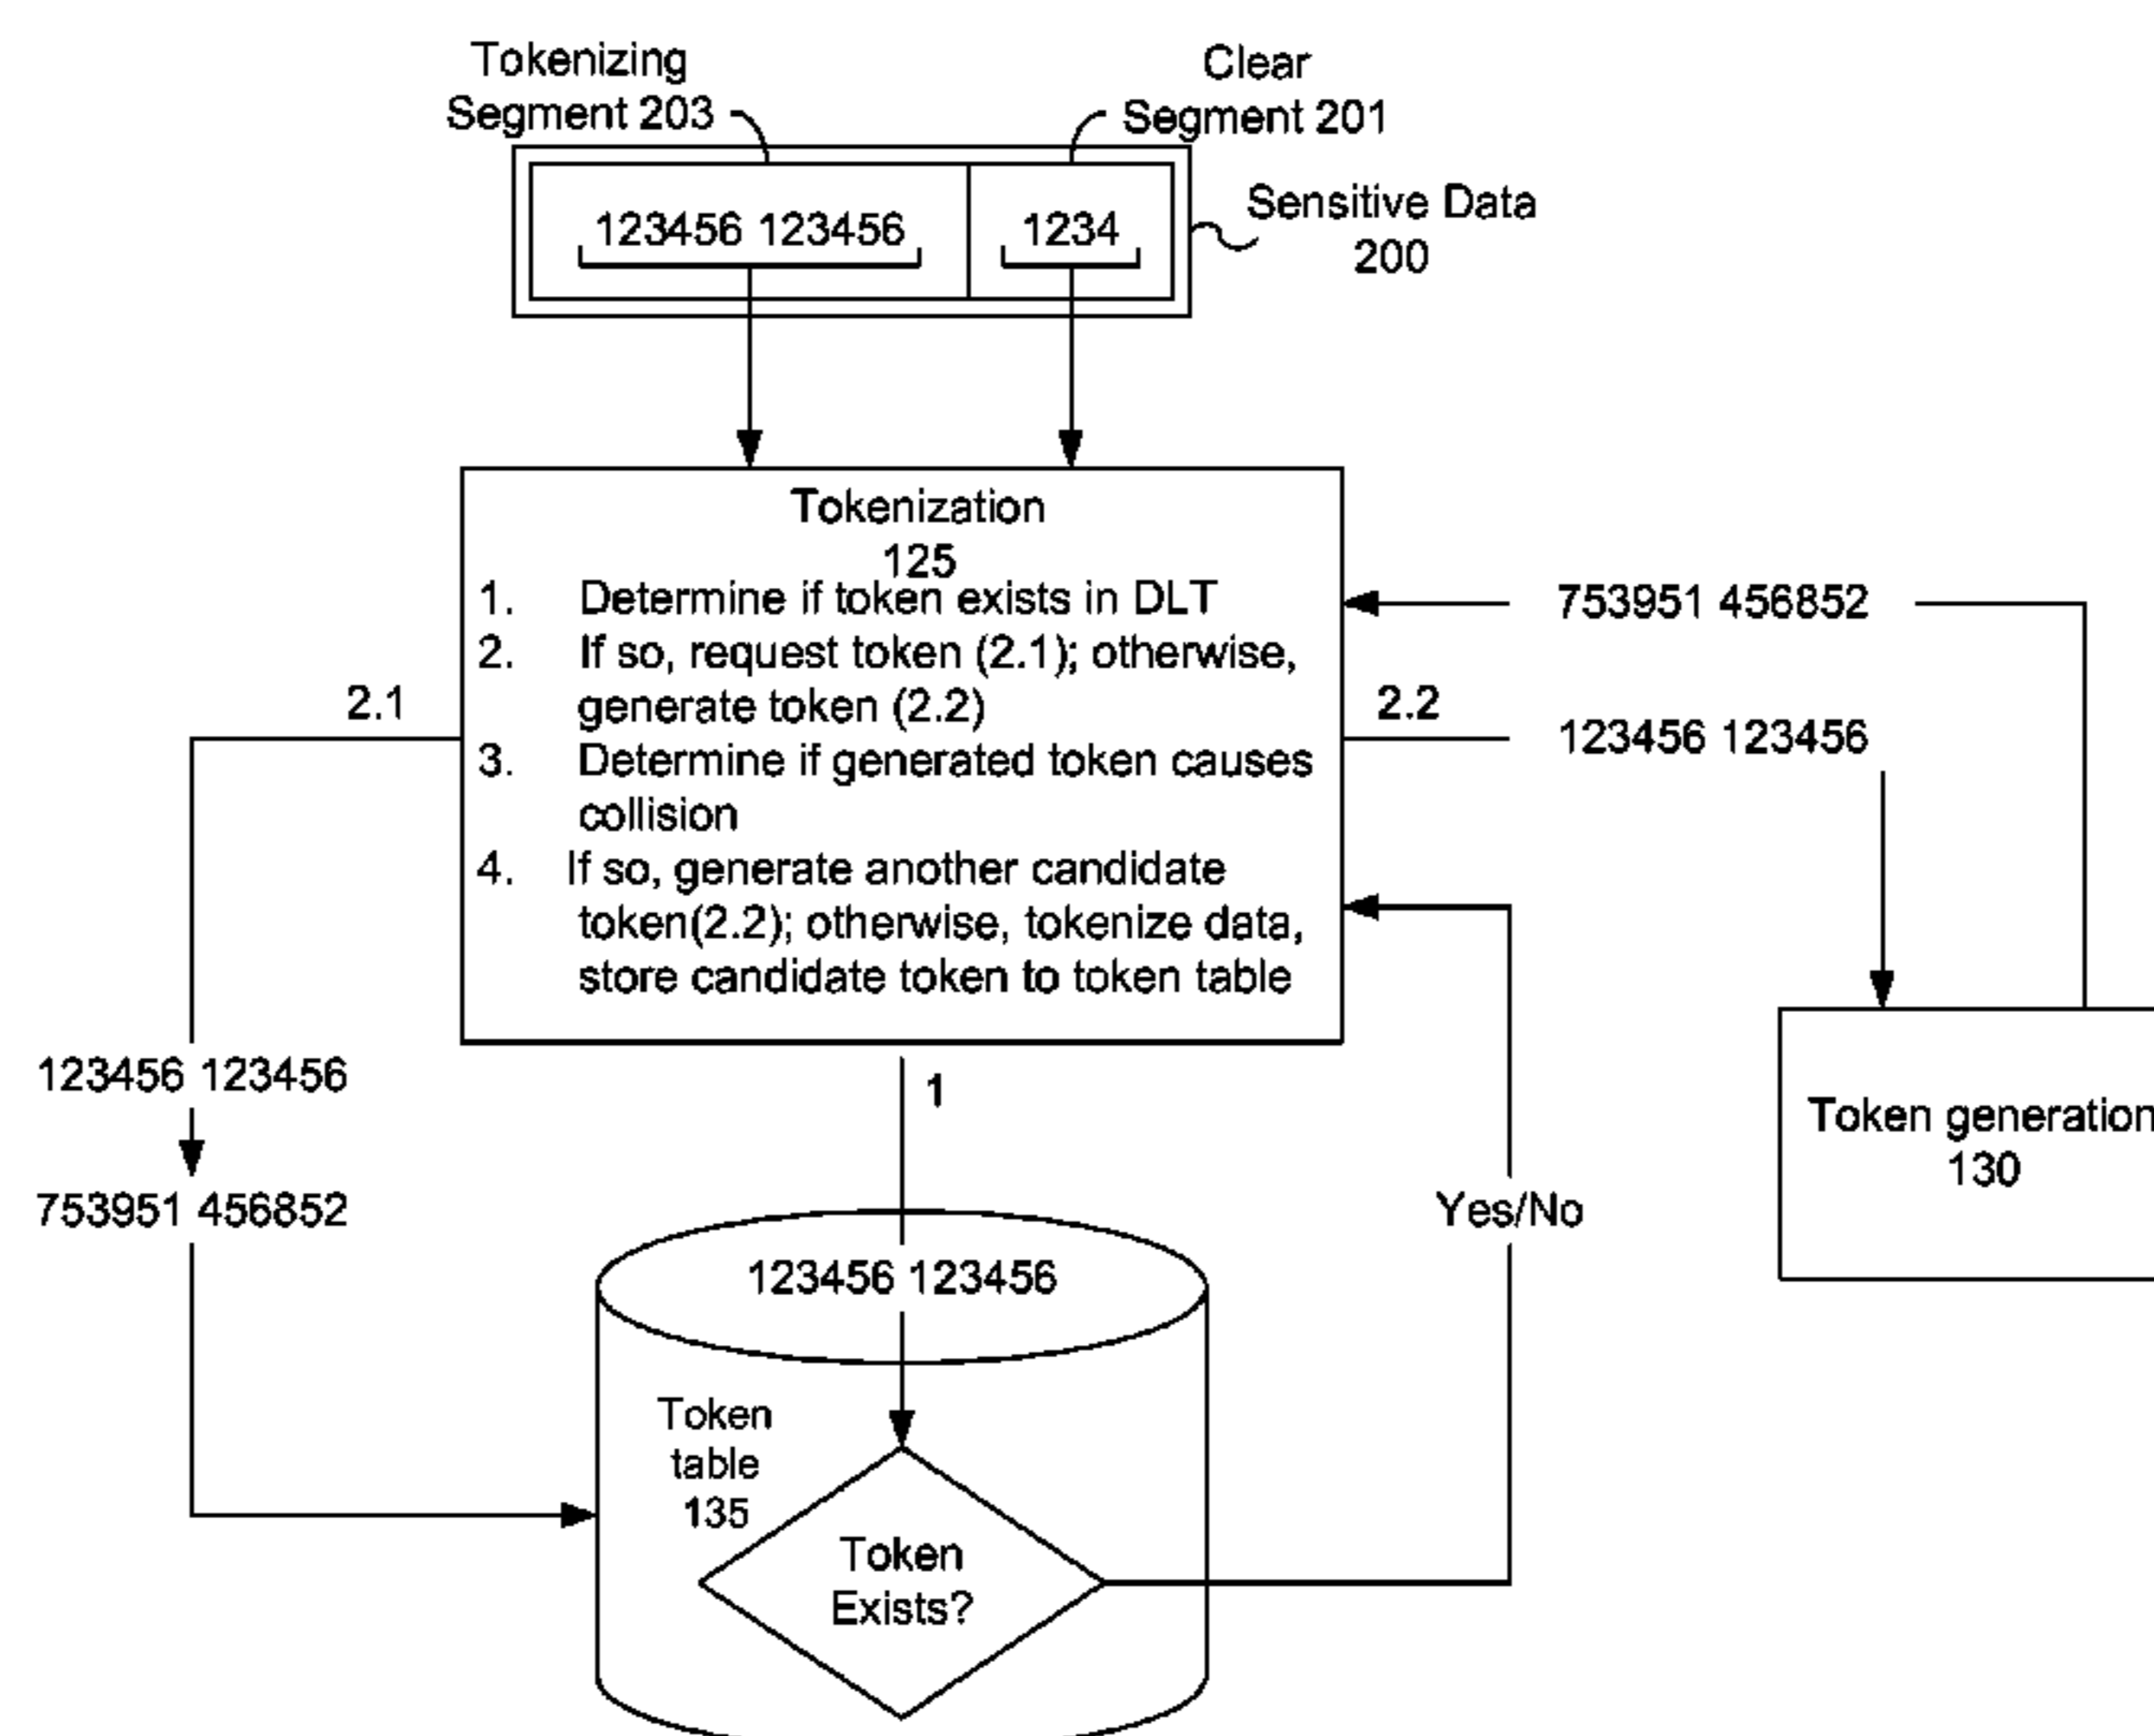 Tokenizing
Segment 203
Clear
Segment 201
123456 123456
1234
Sensitive Data
200
Tokenization
125
1. Determine if token exists in DLT
2. If so, request token (2.1); otherwise,
generate token (2.2)
3. Determine if generated token causes
collision
4. If so, generate another candidate
token(2.2); otherwise, tokenize data,
store candidate token to token table
753951 456852
2.1
2.2
123456 123456
123456 123456
753951 456852
1
Token generation
130
Yes/No
123456 123456
Token
table
135
Token
Exists?